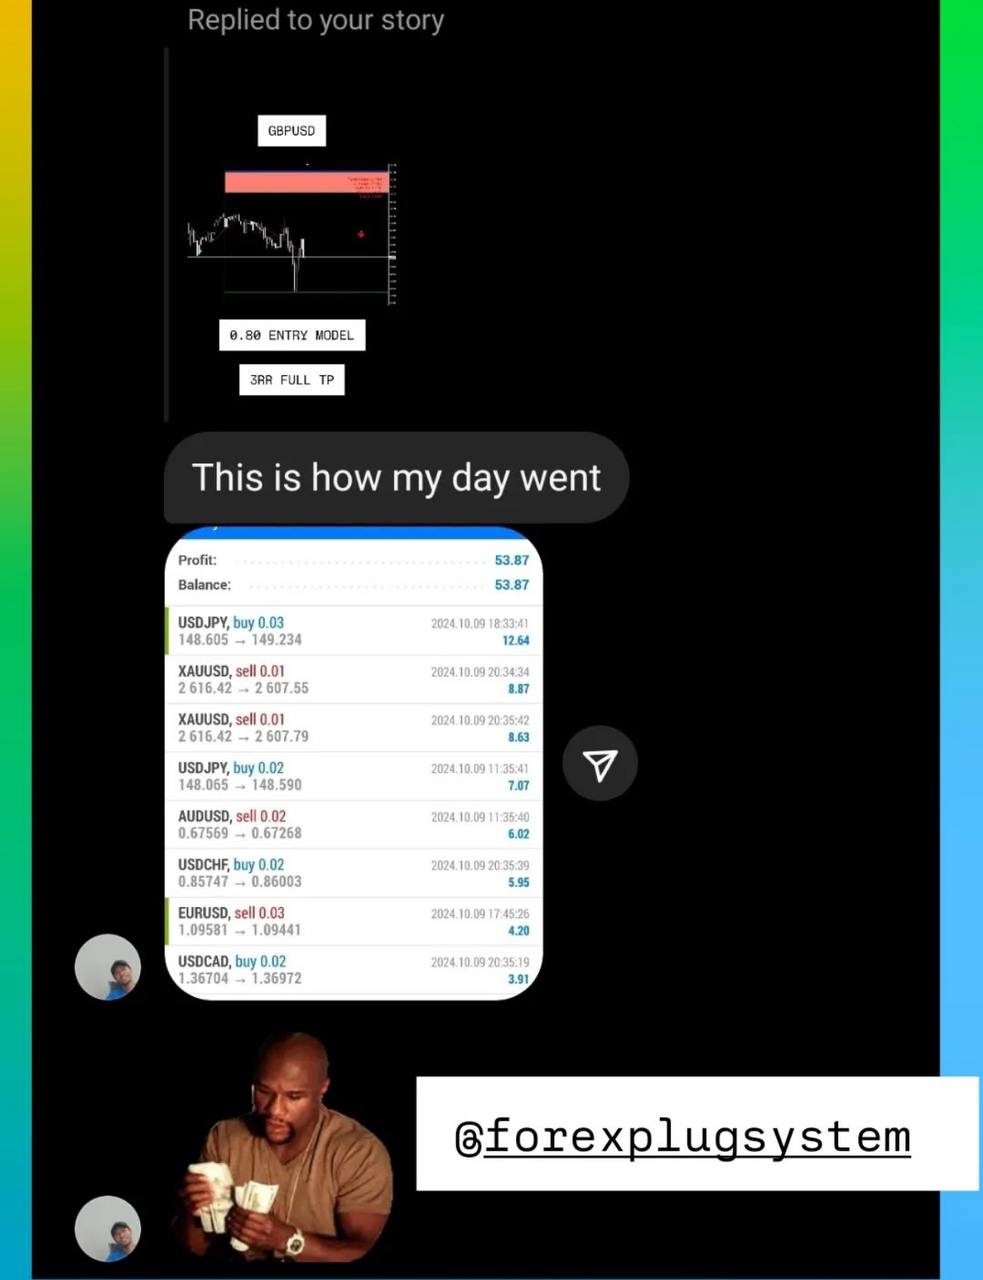 Replied to your story
GBPUSD
0.80 ENTRY MODEL
3RR FULL TP
This is how my day went
Profit: 53.87
Balance: 53.87
USDJPY, buy 0.03 2024.10.09 18:33:41
148.605 → 149.234 12.64
XAUUSD, sell 0.01 2024.10.09 20:34:34
2 616.42 → 2 607.55 8.87
XAUUSD, sell 0.01 2024.10.09 20:35:42
2 616.42 → 2 607.79 8.63
USDJPY, buy 0.02 2024.10.09 11:35:41
148.065 → 148.590 7.07
AUDUSD, sell 0.02 2024.10.09 11:35:40
0.67569 → 0.67268 6.02
USDCHF, buy 0.02 2024.10.09 20:35:39
0.85747 → 0.86003 5.95
EURUSD, sell 0.03 2024.10.09 17:45:26
1.09581 → 1.09441 4.20
USDCAD, buy 0.02 2024.10.09 20:35:19
1.36704 → 1.36972 3.91
@forexplugsystem